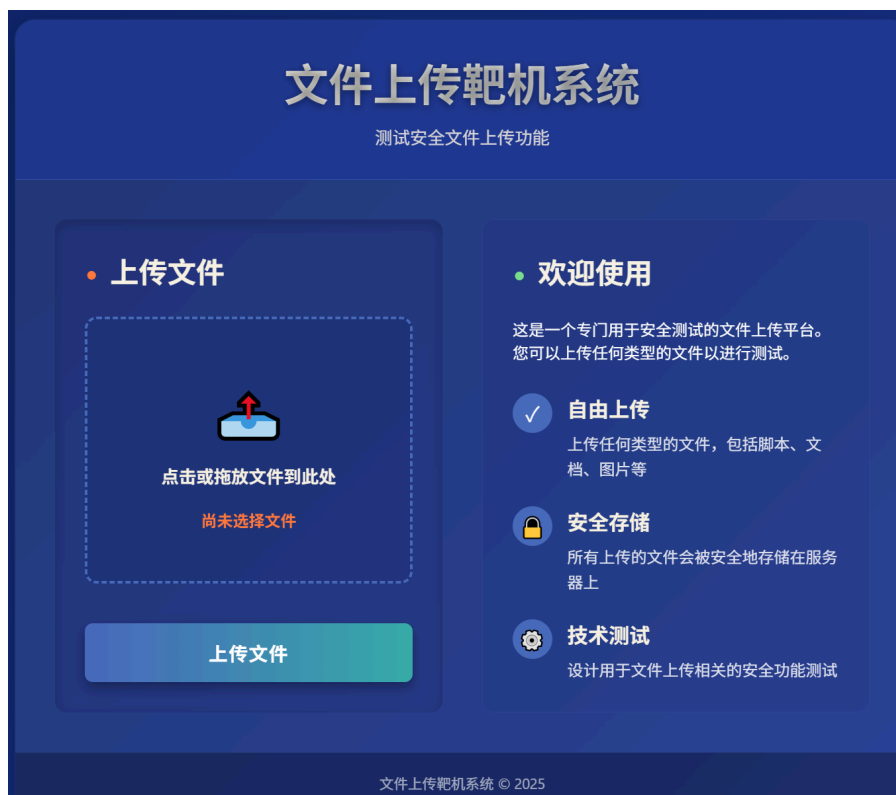 文件上传靶机系统
测试安全文件上传功能
上传文件
点击或拖放文件到此处
尚未选择文件
上传文件
欢迎使用
这是一个专门用于安全测试的文件上传平台。
您可以上传任何类型的文件以进行测试。
自由上传
上传任何类型的文件，包括脚本、文
档、图片等
安全存储
所有上传的文件会被安全地存储在服务
器上
技术测试
设计用于文件上传相关的安全功能测试
文件上传靶机系统 © 2025